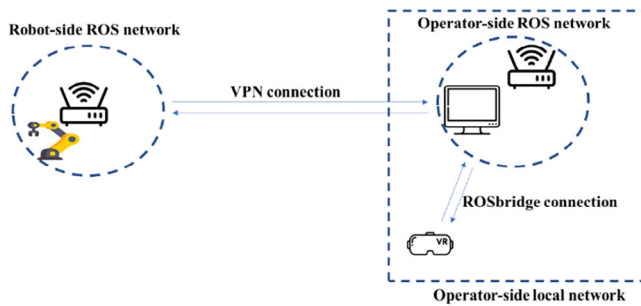 Robot-side ROS network
Operator-side ROS network
VPN connection
ROSbridge connection
VR
Operator-side local network